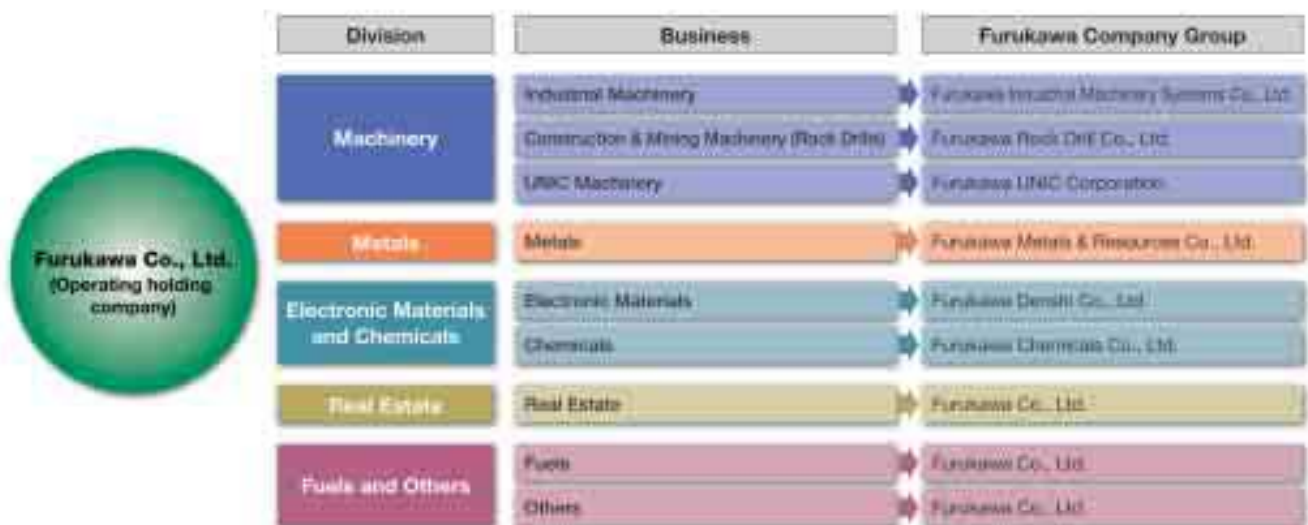 Division
Business
Furukawa Company Group
Furukawa Co., Ltd.
(Operating holding
company)
Machinery
Industrial Machinery
Furukawa Industrial Machinery Systems Co., Ltd.
Construction & Mining Machinery (Rock Drills)
Furukawa Rock Drill Co., Ltd.
UNIC Machinery
Furukawa UNIC Corporation
Metals
Metals
Furukawa Metals & Resources Co., Ltd.
Electronic Materials
and Chemicals
Electronic Materials
Furukawa Denshi Co., Ltd.
Chemicals
Furukawa Chemicals Co., Ltd.
Real Estate
Real Estate
Furukawa Co., Ltd.
Fuels and Others
Fuels
Furukawa Co., Ltd.
Others
Furukawa Co., Ltd.